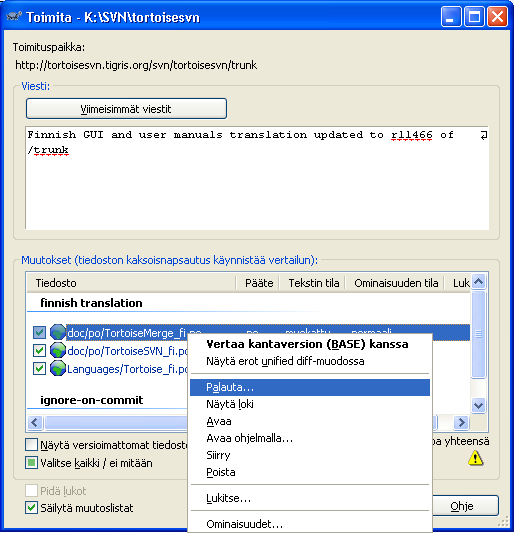 Toimita - K:\SVN\tortoisesvn
Toimituspaikka:
http://tortoisesvn.tigris.org/svn/tortoisesvn/trunk
Viesti:
Viimeisimmät viestit
Finnish GUI and user manuals translation updated to r11466 of
/trunk
Muutokset (tiedoston kaksoisnapsautus käynnistää vertailun):
Tiedosto Pääte Tekstin tila Ominaisuuden tila Luk
finnish translation
doc/po/TortoiseMerge_fi.po .po muokattu normaali
doc/po/TortoiseSVN_fi.po
Languages/Tortoise_fi.po
ignore-on-commit
Vertaa kantaversion (BASE) kanssa
Näytä erot unified diff-muodossa
Palauta...
Näytä loki
Avaa
Avaa ohjelmalla...
Siirry
Poista
Lukitse...
Ominaisuudet...
Näytä versioimattomat tiedosto
yhteensä
Valitse kaikki / ei mitään
Pidä lukot
Säilytä muutoslistat
Ohje